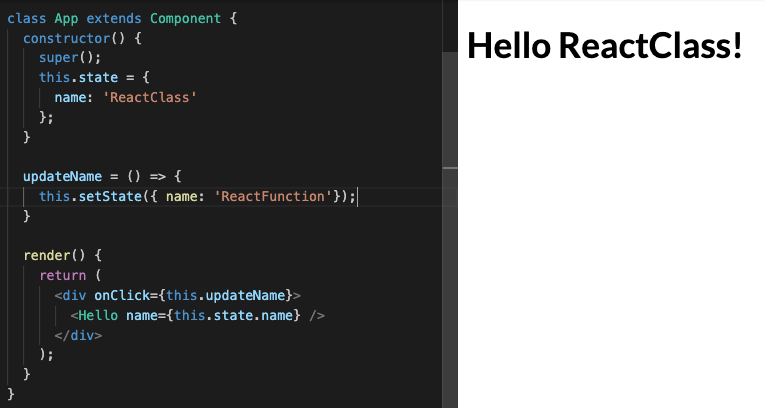 class App extends Component {
  constructor() {
    super();
    this.state = {
      name: 'ReactClass'
    };
  }

  updateName = () => {
    this.setState({ name: 'ReactFunction'});
  }

  render() {
    return (
      <div onClick={this.updateName}>
        <Hello name={this.state.name} />
      </div>
    );
  }
}
Hello ReactClass!